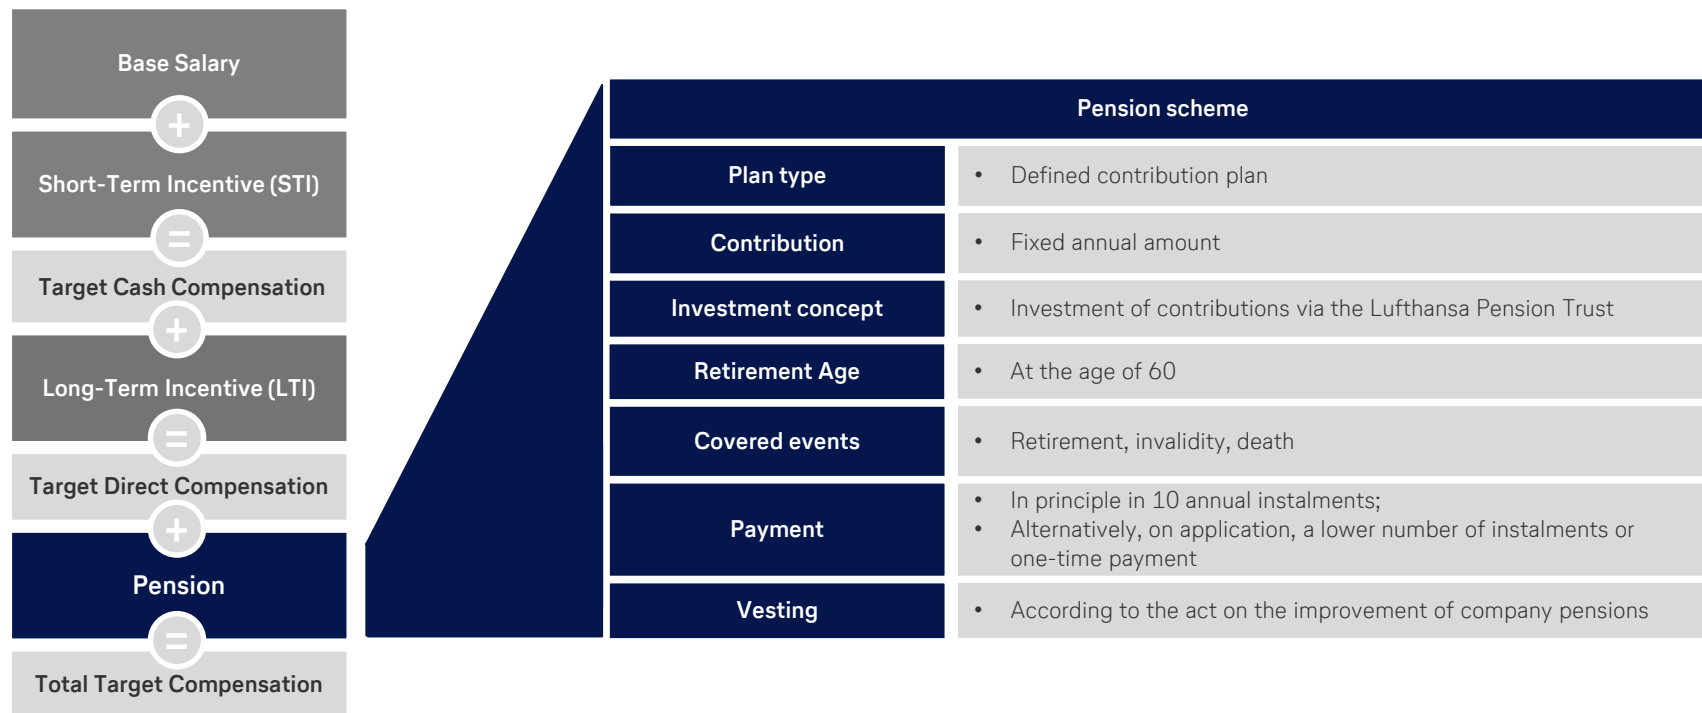 Base Salary
+
Short-Term Incentive (STI)
=
Target Cash Compensation
+
Long-Term Incentive (LTI)
=
Target Direct Compensation
+
Pension
=
Total Target Compensation
Pension scheme
Plan type
• Defined contribution plan
Contribution
• Fixed annual amount
Investment concept
• Investment of contributions via the Lufthansa Pension Trust
Retirement Age
• At the age of 60
Covered events
• Retirement, invalidity, death
Payment
• In principle in 10 annual instalments;
• Alternatively, on application, a lower number of instalments or
one-time payment
Vesting
• According to the act on the improvement of company pensions